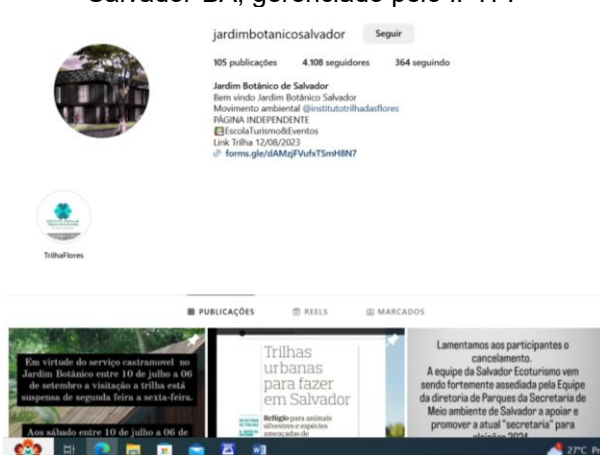 jardimbotanicosalvador Seguir
105 publicações 4.108 seguidores 364 seguindo
Jardim Botânico de Salvador
Bem vindo Jardim Botânico Salvador
Movimento ambiental @institutotrilhadasflores
PÁGINA INDEPENDENTE
EscolaTurismo&Eventos
Link Trilha 12/08/2023
forms.gle/dAMzjFVufxTSmH8N7
TrilhaFlores
PUBLICAÇÕES REELS MARCADOS
Em virtude do serviço castramovel no
Jardim Botânico entre 10 de julho a 06
de setembro a visitação a trilha está
suspensa de segunda feira a sexta-feira.
Aos sábado entre 10 de julho a 06 de
Trilhas
urbanas
para fazer
em Salvador
Refúgio para animais
silvestres e espécies
ameaçadas de
Lamentamos aos participantes o
cancelamento.
A equipe da Salvador Ecoturismo vem
sendo fortemente assediada pela Equipe
da diretoria de Parques da Secretaria de
Meio ambiente de Salvador a apoiar e
promover a atual "secretaria" para
eleições 2024
27°C